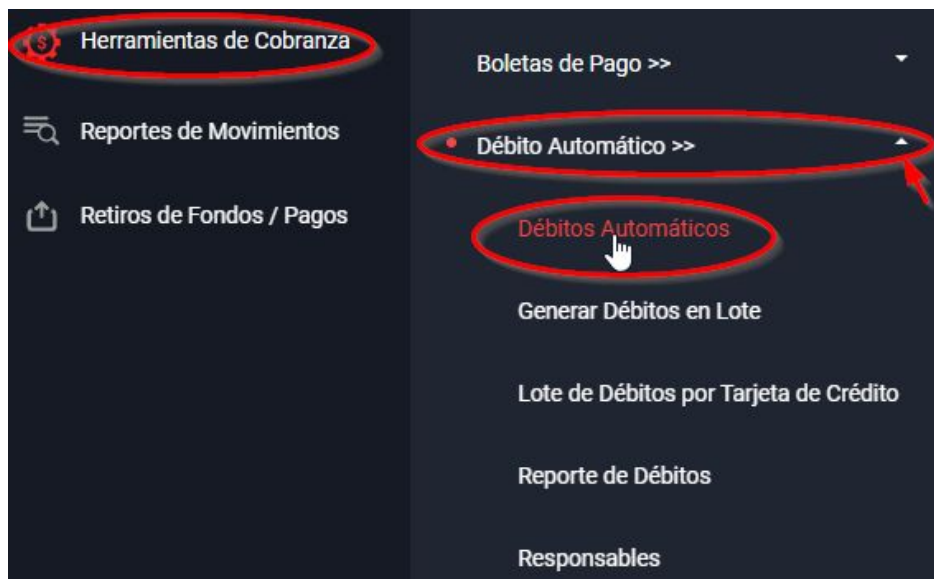 Herramientas de Cobranza
Reportes de Movimientos
Retiros de Fondos / Pagos
Boletas de Pago >>
Débito Automático >>
Débitos Automáticos
Generar Débitos en Lote
Lote de Débitos por Tarjeta de Crédito
Reporte de Débitos
Responsables